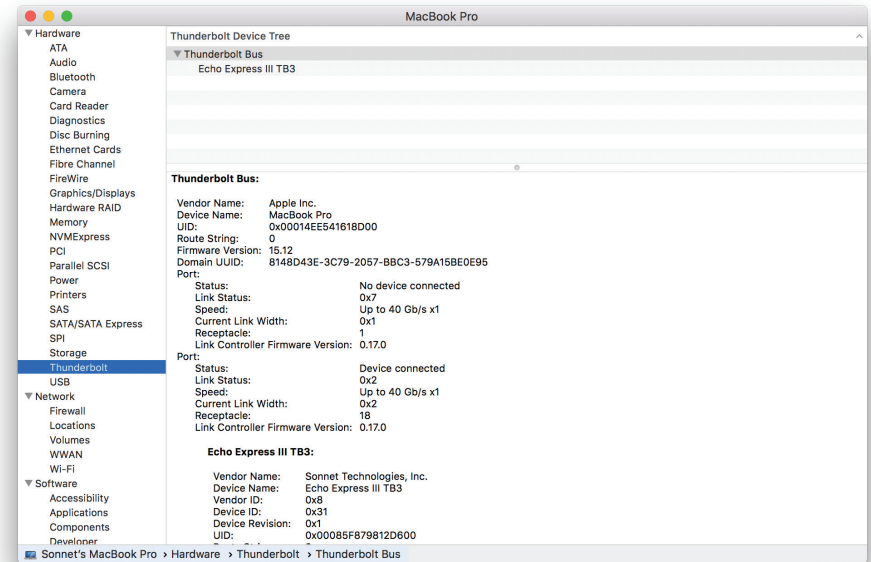 MacBook Pro
Hardware
ATA
Audio
Bluetooth
Camera
Card Reader
Diagnostics
Disc Burning
Ethernet Cards
Fibre Channel
FireWire
Graphics/Displays
Hardware RAID
Memory
NVMExpress
PCI
Parallel SCSI
Power
Printers
SAS
SATA/SATA Express
SPI
Storage
Thunderbolt
USB
Network
Firewall
Locations
Volumes
WWAN
Wi-Fi
Software
Accessibility
Applications
Components
Developer
Thunderbolt Device Tree
Thunderbolt Bus
Echo Express III TB3
Thunderbolt Bus:
Vendor Name: Apple Inc.
Device Name: MacBook Pro
UID: 0x00014EE541618D00
Route String: 0
Firmware Version: 15.12
Domain UUID: 8148D43E-3C79-2057-BBC3-579A15BE0E95
Port:
Status: No device connected
Link Status: 0x7
Speed: Up to 40 Gb/s x1
Current Link Width: 0x1
Receptacle: 1
Link Controller Firmware Version: 0.17.0
Port:
Status: Device connected
Link Status: 0x2
Speed: Up to 40 Gb/s x1
Current Link Width: 0x2
Receptacle: 18
Link Controller Firmware Version: 0.17.0
Echo Express III TB3:
Vendor Name: Sonnet Technologies, Inc.
Device Name: Echo Express III TB3
Vendor ID: 0x8
Device ID: 0x31
Device Revision: 0x1
UID: 0x00085F879812D600
Sonnet's MacBook Pro › Hardware › Thunderbolt › Thunderbolt Bus